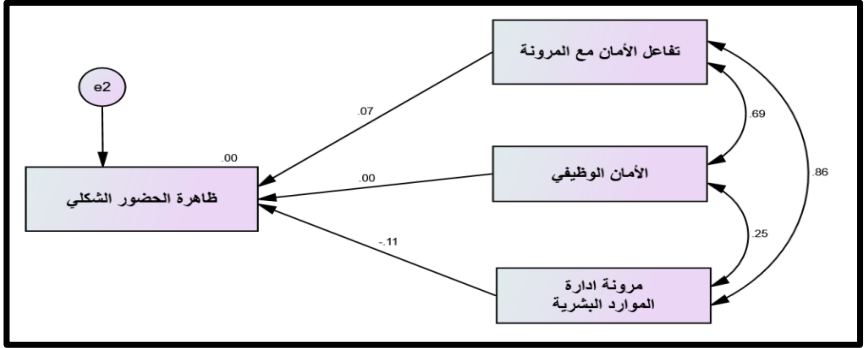 تفاعل الأمان مع المرونة
e2
.07
.69
.00
الأمان الوظيفي
ظاهرة الحضور الشكلي
.00
.86
.25
-.11
مرونة ادارة
الموارد البشرية